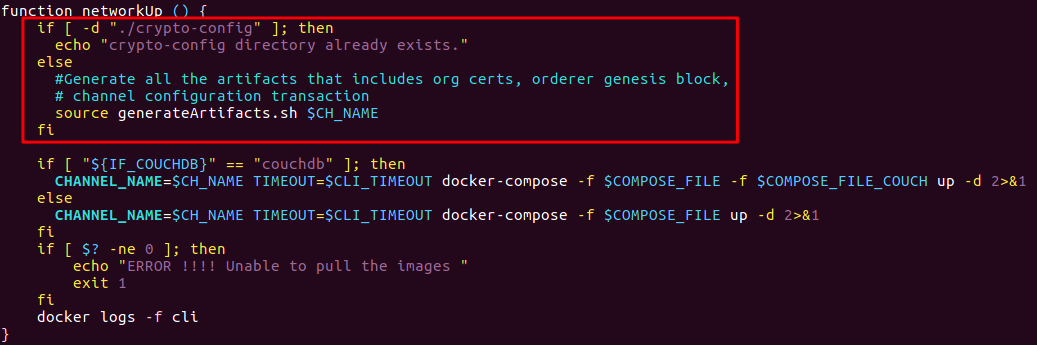 function networkUp () {
    if [ -d "./crypto-config" ]; then
      echo "crypto-config directory already exists."
    else
      #Generate all the artifacts that includes org certs, orderer genesis block,
      # channel configuration transaction
      source generateArtifacts.sh $CH_NAME
    fi

    if [ "${IF_COUCHDB}" == "couchdb" ]; then
      CHANNEL_NAME=$CH_NAME TIMEOUT=$CLI_TIMEOUT docker-compose -f $COMPOSE_FILE -f $COMPOSE_FILE_COUCH up -d 2>&1
    else
      CHANNEL_NAME=$CH_NAME TIMEOUT=$CLI_TIMEOUT docker-compose -f $COMPOSE_FILE up -d 2>&1
    fi
    if [ $? -ne 0 ]; then
        echo "ERROR !!!! Unable to pull the images "
        exit 1
    fi
    docker logs -f cli
}